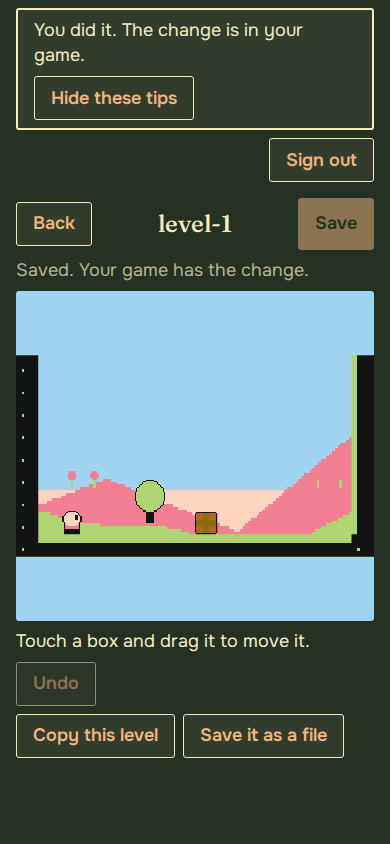 You did it. The change is in your
game.
Hide these tips
Sign out
Back
level-1
Save
Saved. Your game has the change.
Touch a box and drag it to move it.
Undo
Copy this level
Save it as a file